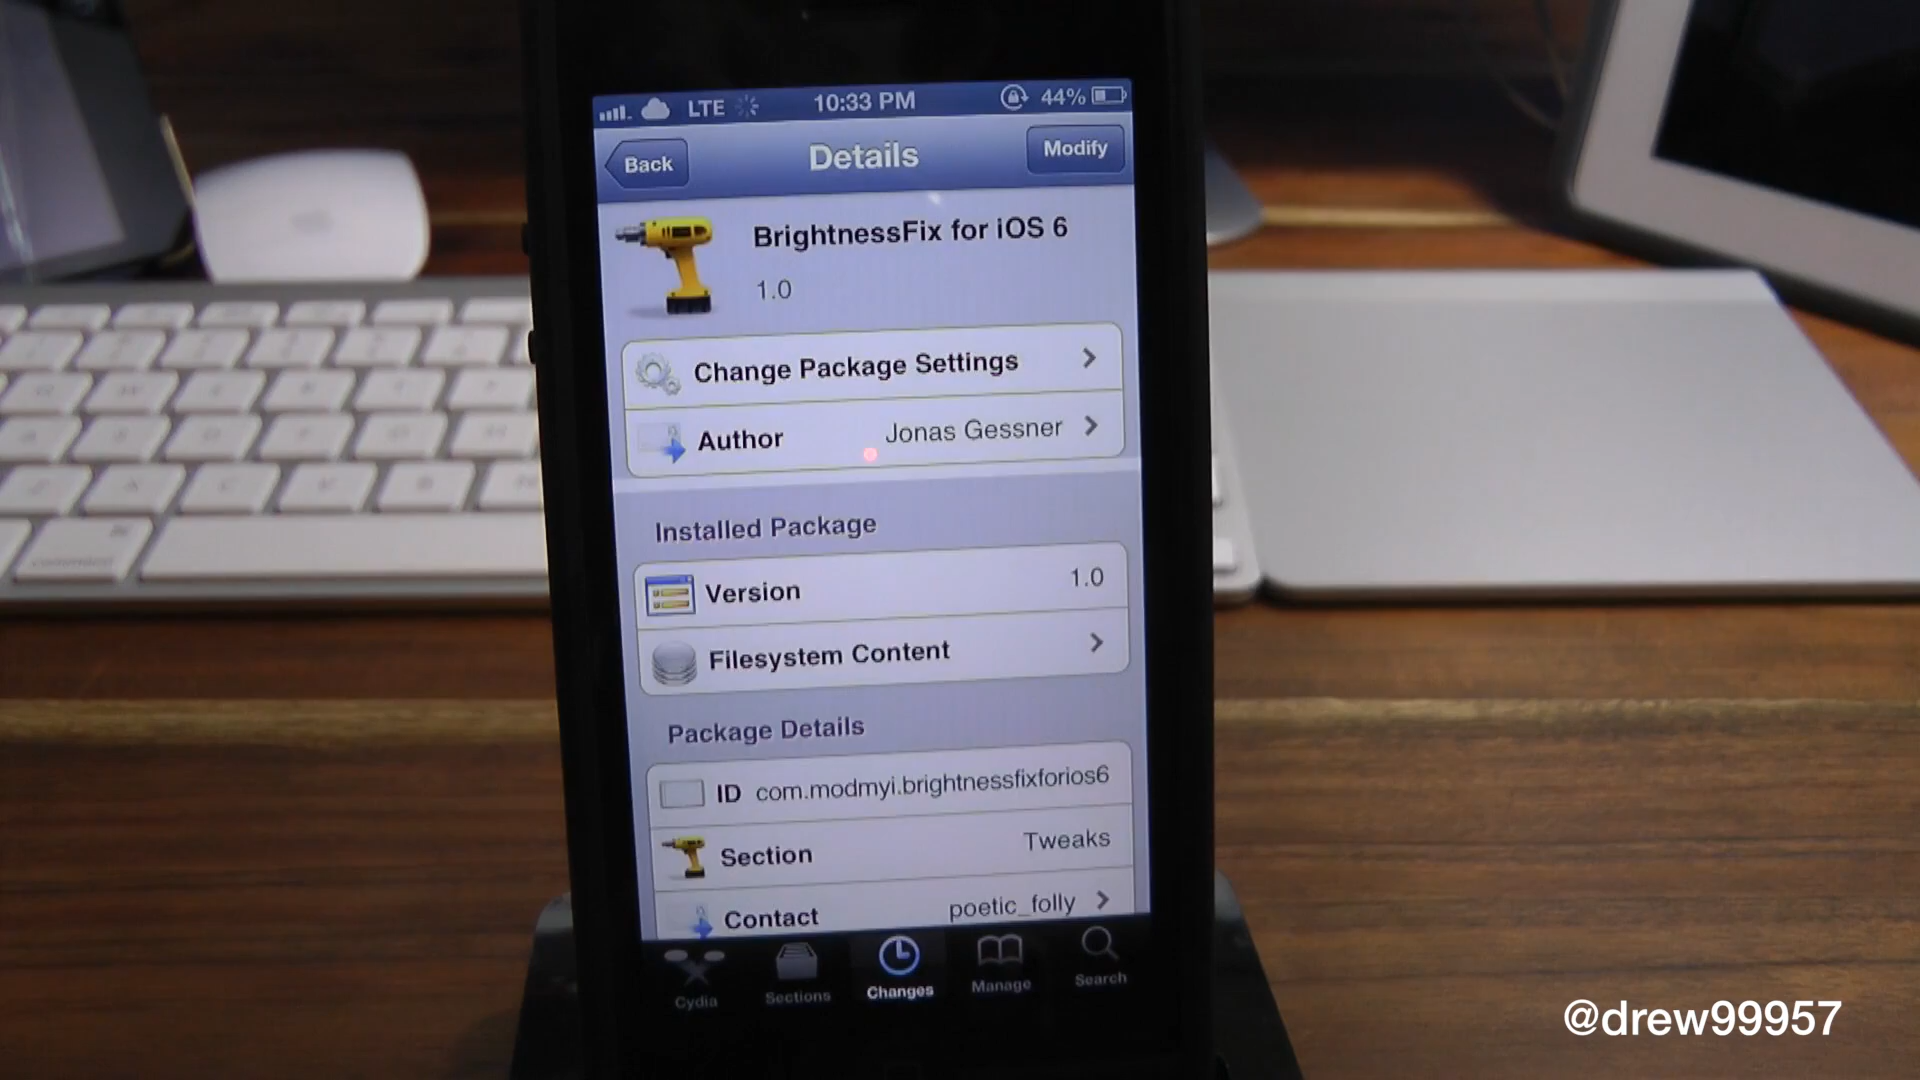 LTE 10:33 PM 44%
Back Details Modify
BrightnessFix for iOS 6
1.0
Change Package Settings
Author Jonas Gessner
Installed Package
Version 1.0
Filesystem Content
Package Details
ID com.modmyi.brightnessfixforios6
Section Tweaks
Contact poetic_folly
Cydia Sections Changes Manage Search
command
@drew99957